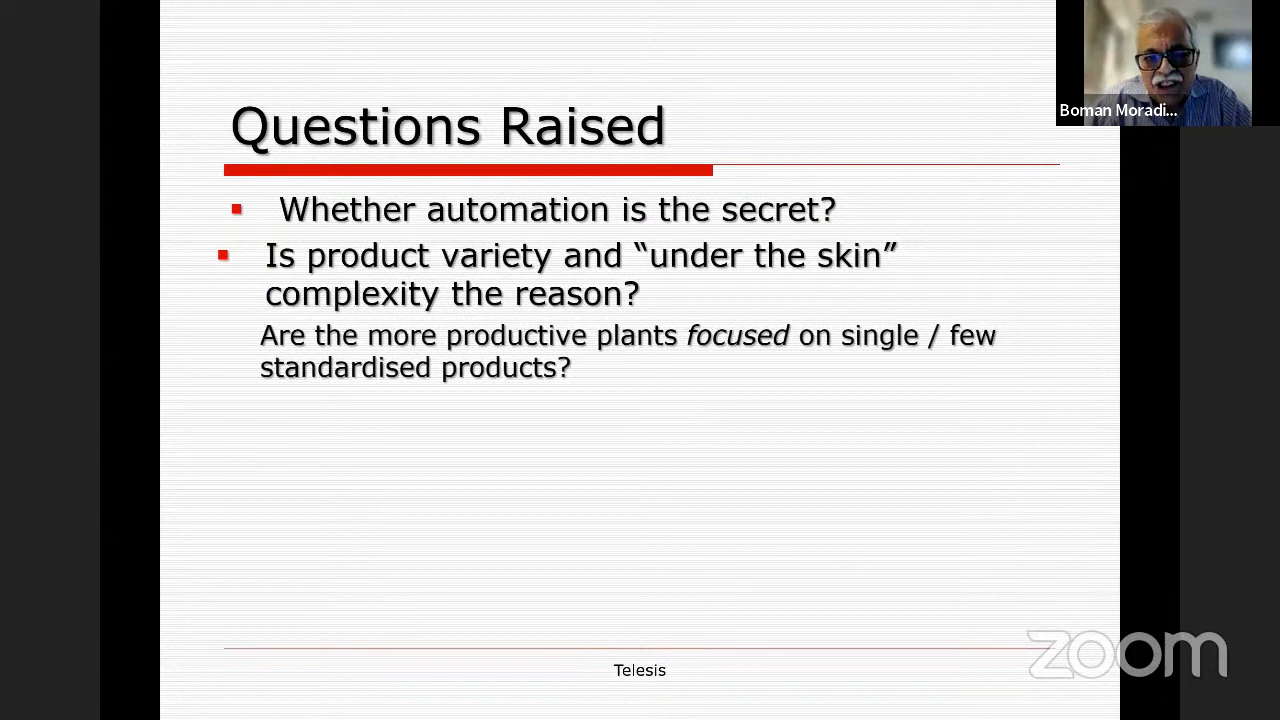 Boman Moradi...
Questions Raised
Whether automation is the secret?
Is product variety and “under the skin”
complexity the reason?
Are the more productive plants focused on single / few
standardised products?
Telesis
zoom